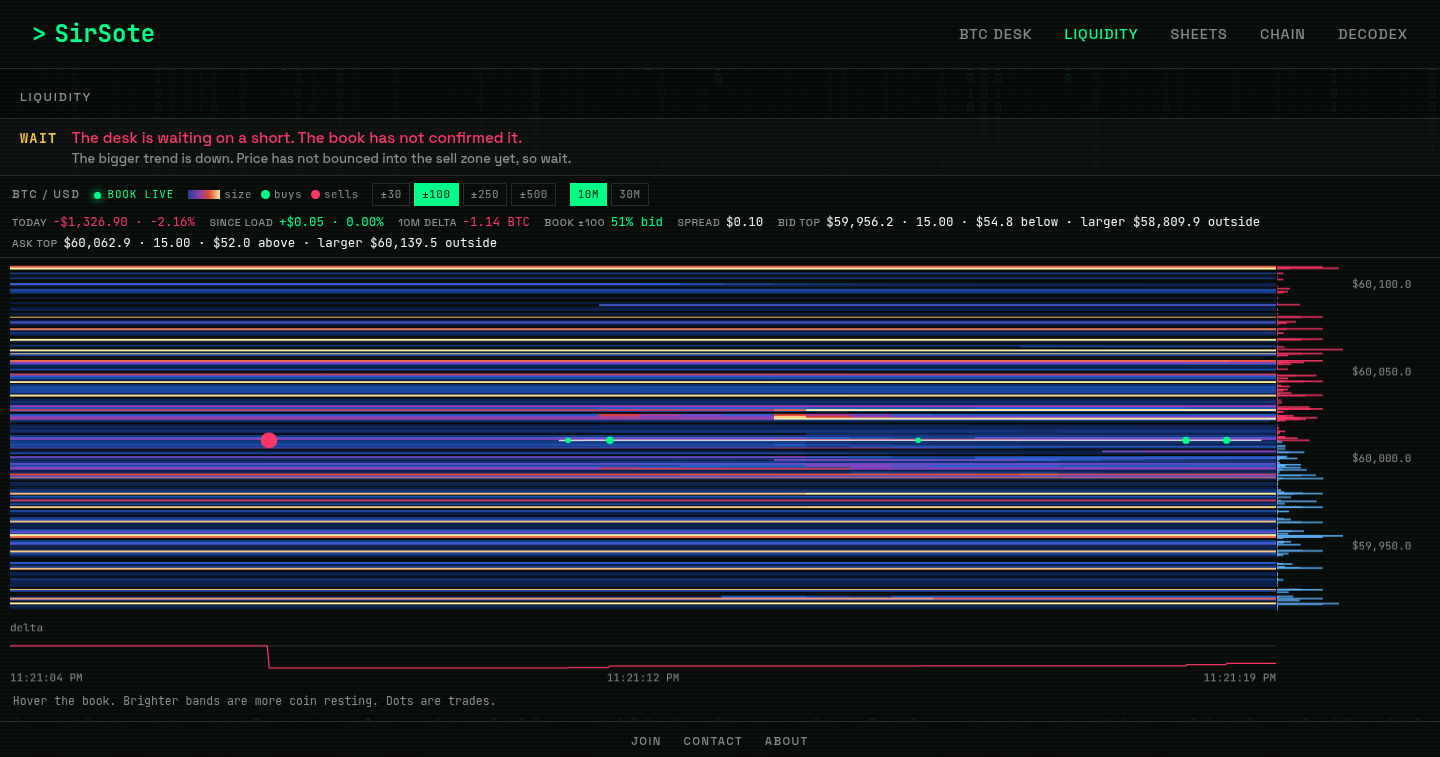 > SirSote
BTC DESK LIQUIDITY SHEETS CHAIN DECODEX
LIQUIDITY
WAIT The desk is waiting on a short. The book has not confirmed it.
The bigger trend is down. Price has not bounced into the sell zone yet, so wait.
BTC / USD BOOK LIVE size buys sells ±30 ±100 ±250 ±500 10M 30M
TODAY -$1,326.90 · -2.16% SINCE LOAD +$0.05 · 0.00% 10M DELTA -1.14 BTC BOOK ±100 51% bid SPREAD $0.10 BID TOP $59,956.2 · 15.00 · $54.8 below · larger $58,809.9 outside
ASK TOP $60,062.9 · 15.00 · $52.0 above · larger $60,139.5 outside
$60,100.0
$60,050.0
$60,000.0
$59,950.0
delta
11:21:04 PM 11:21:12 PM 11:21:19 PM
Hover the book. Brighter bands are more coin resting. Dots are trades.
JOIN CONTACT ABOUT